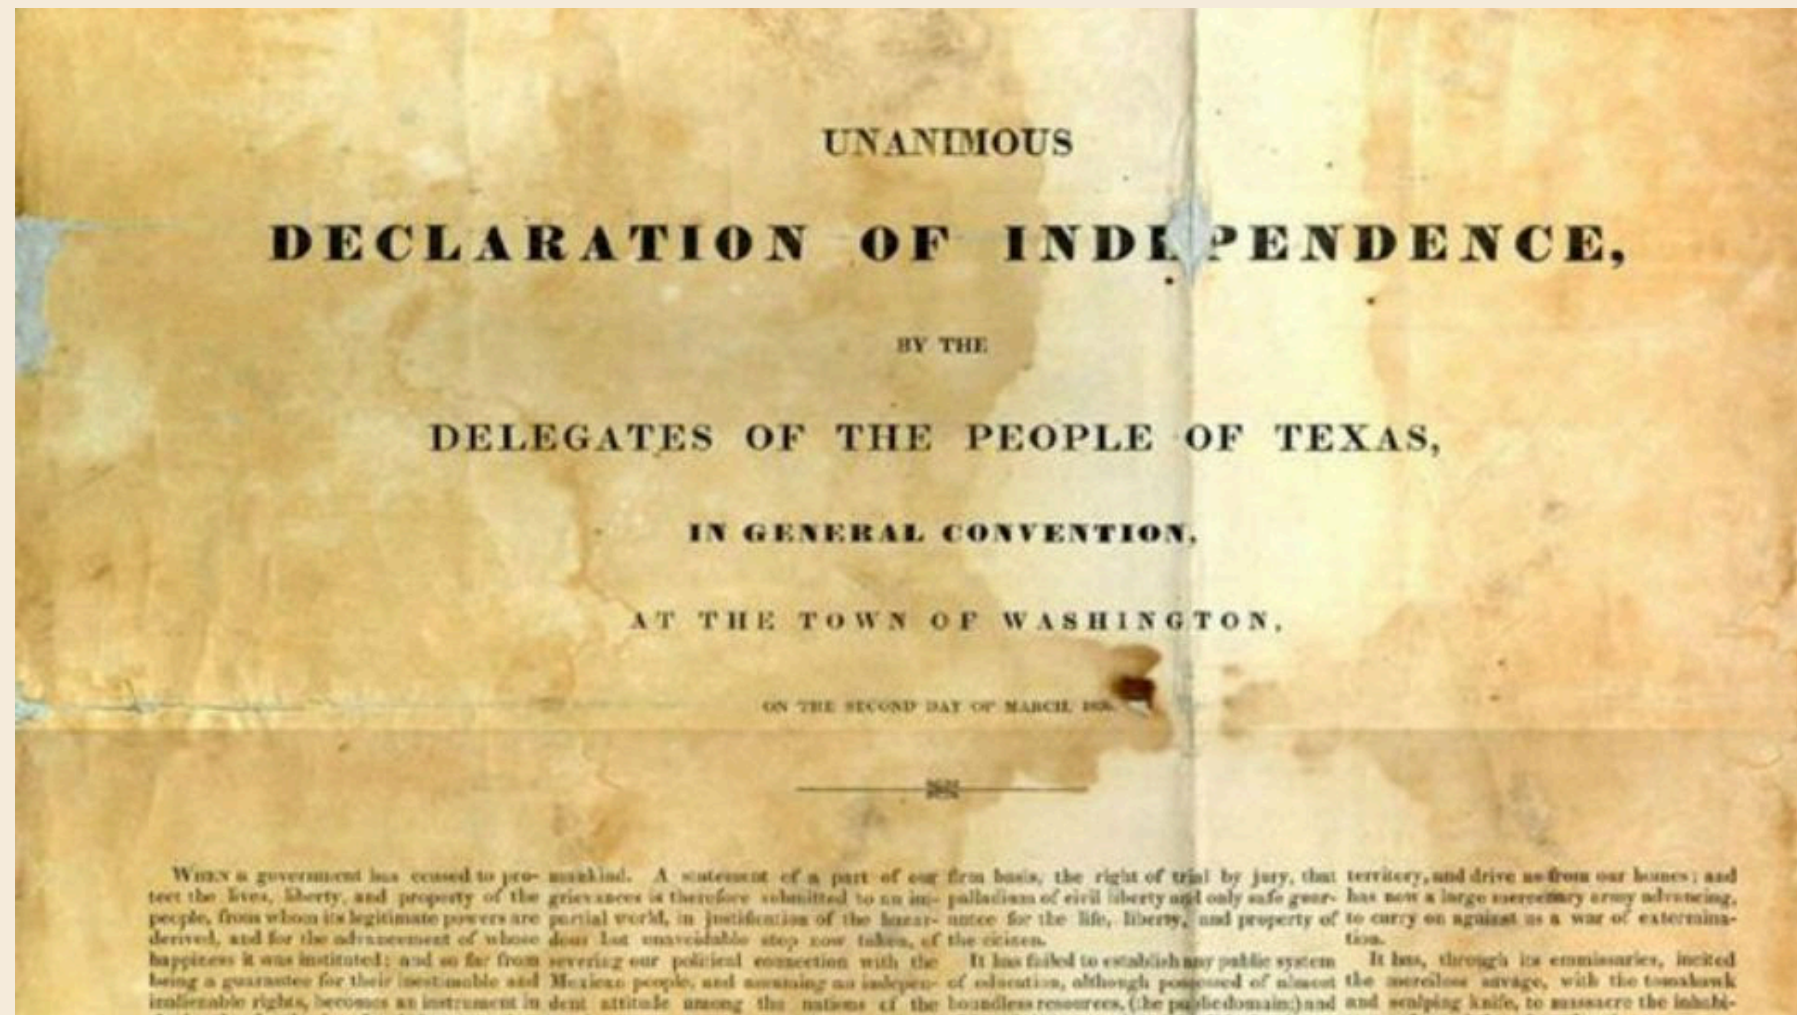 UNANIMOUS
DECLARATION OF INDEPENDENCE,
BY THE
DELEGATES OF THE PEOPLE OF TEXAS,
IN GENERAL CONVENTION,
AT THE TOWN OF WASHINGTON,
ON THE SECOND DAY OF MARCH,
WHEN a government has ceased to pro-
tect the lives, liberty, and property of the
people, from whom its legitimate powers are
derived, and for the advancement of whose
happiness it was instituted; and so far from
being a guarantee for their inestimable and
inalienable rights, becomes an instrument in
mankind. A statement of a part of our
grievances is therefore submitted to an im-
partial world, in justification of the hazar-
dous but unavoidable step now taken, of
severing our political connection with the
Mexican people, and assuming an indepen-
dent attitude among the nations of the
firm basis, the right of trial by jury, that
palladium of civil liberty and only safe guar-
antee for the life, liberty, and property of
the citizen.
It has failed to establish any public system
of education, although possessed of almost
boundless resources, (the public domain;) and
territory, and drive us from our homes; and
has now a large mercenary army advancing,
to carry on against us a war of extermina-
tion.
It has, through its emmissaries, incited
the merciless savage, with the tomahawk
and scalping knife, to massacre the inhabi-